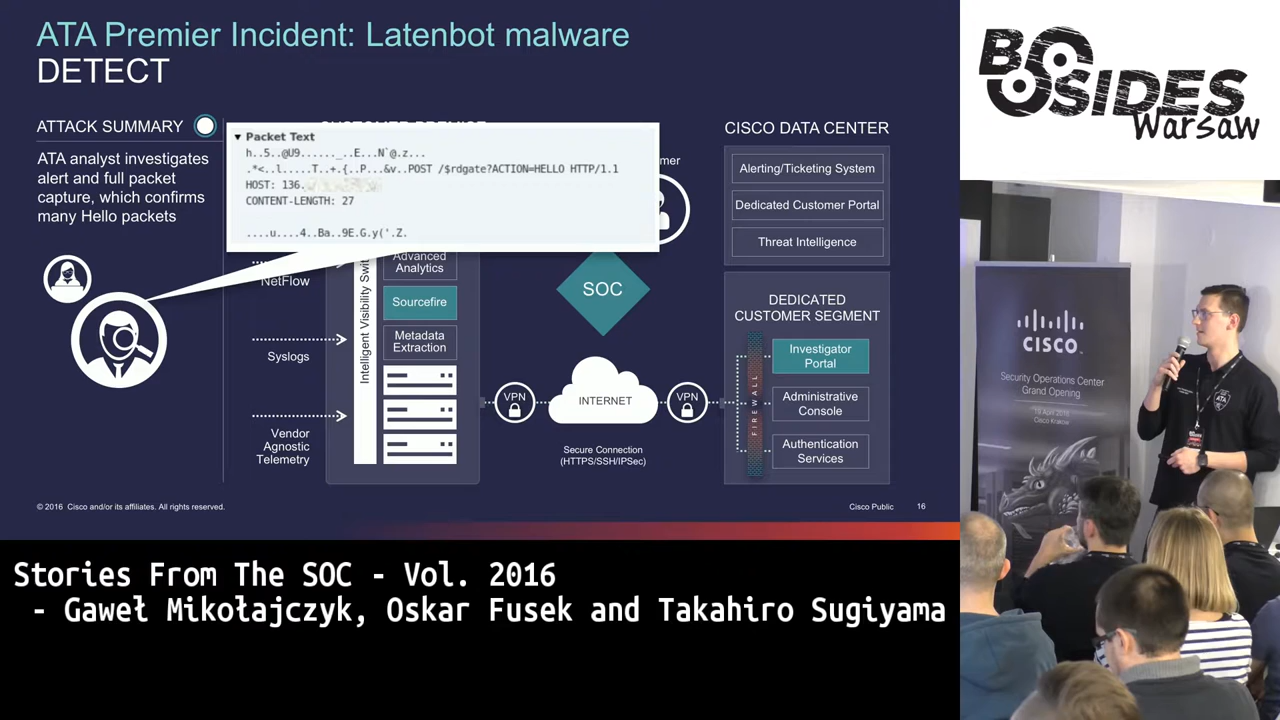 ATA Premier Incident: Latenbot malware
DETECT
ATTACK SUMMARY
ATA analyst investigates
alert and full packet
capture, which confirms
many Hello packets
Packet Text
h..5..@U9......_..E...N`@.z...
.*<..l.....T..+.{..P...&v..POST /$rdgate?ACTION=HELLO HTTP/1.1
HOST: 136.
CONTENT-LENGTH: 27
....u....4..Ba..9E.G.y('.Z.
NetFlow
Syslogs
Vendor
Agnostic
Telemetry
Intelligent Visibility
Advanced
Analytics
Sourcefire
Metadata
Extraction
SOC
VPN
INTERNET
VPN
Secure Connection
(HTTPS/SSH/IPSec)
CISCO DATA CENTER
Alerting/Ticketing System
Dedicated Customer Portal
Threat Intelligence
DEDICATED
CUSTOMER SEGMENT
FIREWALL
Investigator
Portal
Administrative
Console
Authentication
Services
© 2016 Cisco and/or its affiliates. All rights reserved.
Cisco Public
16
BSIDES
Warsaw
CISCO
Security Operations Center
Grand Opening
Cisco Krakow
ATA
Stories From The SOC - Vol. 2016
- Gaweł Mikołajczyk, Oskar Fusek and Takahiro Sugiyama